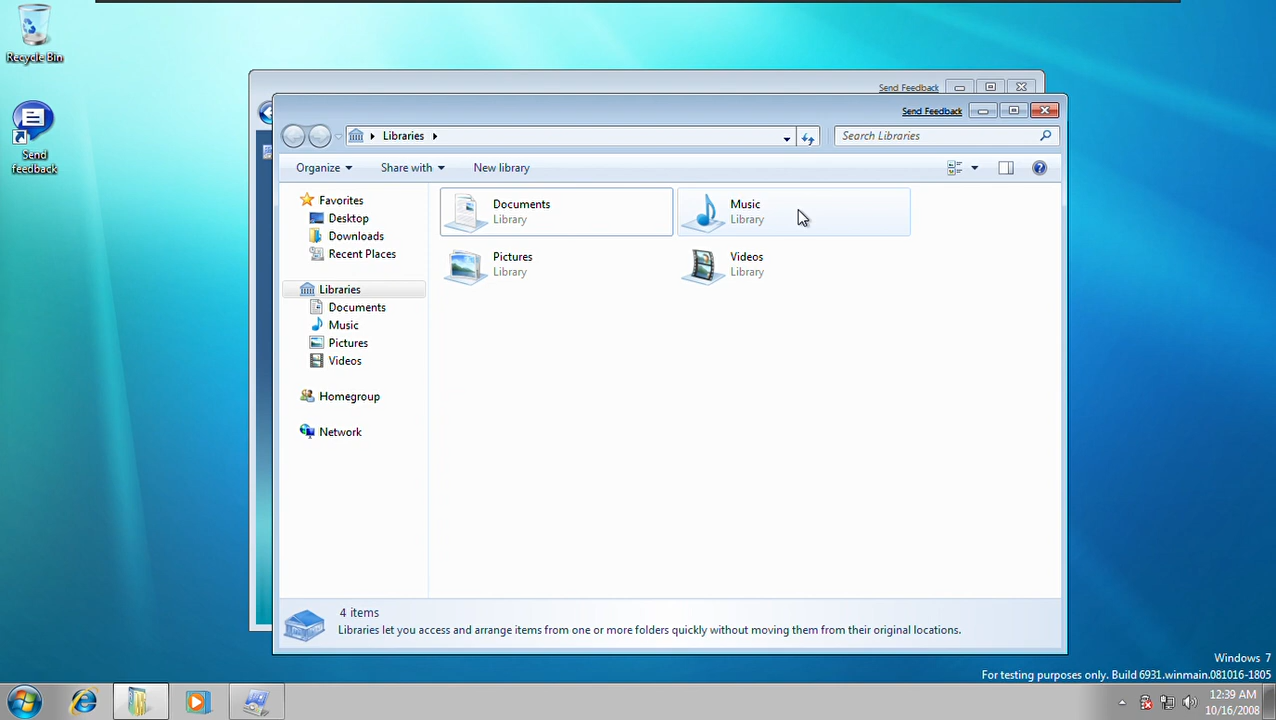 Recycle Bin
Send
feedback
Send Feedback
Send Feedback
Libraries
Search Libraries
Organize
Share with
New library
Favorites
Desktop
Downloads
Recent Places
Libraries
Documents
Music
Pictures
Videos
Homegroup
Network
Documents
Library
Music
Library
Pictures
Library
Videos
Library
4 items
Libraries let you access and arrange items from one or more folders quickly without moving them from their original locations.
Windows 7
For testing purposes only. Build 6931.winmain.081016-1805
12:39 AM
10/16/2008